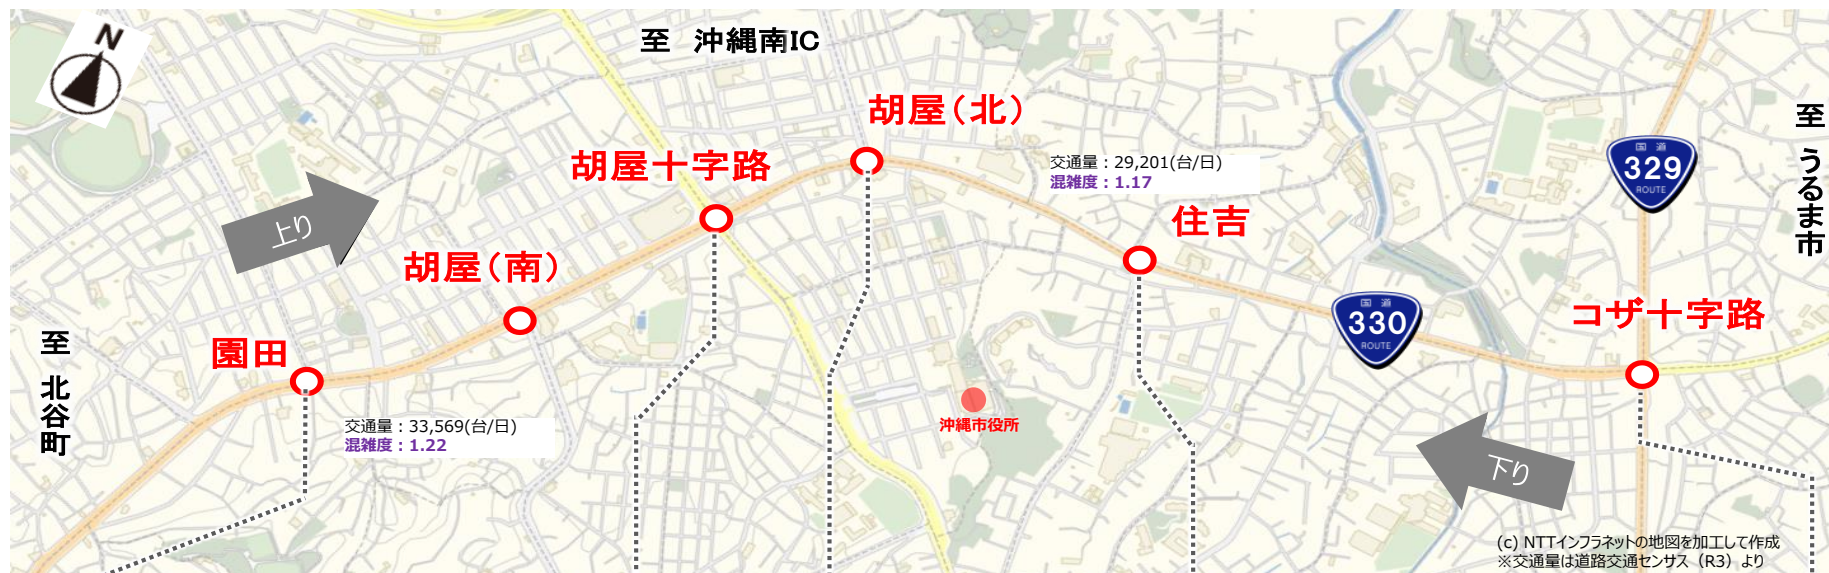 N
至 沖縄南IC
胡屋(北)
胡屋十字路
交通量：29,201(台/日)
混雑度：1.17
国道
329
ROUTE
至 うるま市
上り
住吉
胡屋(南)
国道
330
ROUTE
コザ十字路
至 北谷町
園田
交通量：33,569(台/日)
混雑度：1.22
沖縄市役所
下り
(c) NTTインフラネットの地図を加工して作成
※交通量は道路交通センサス（R3）より